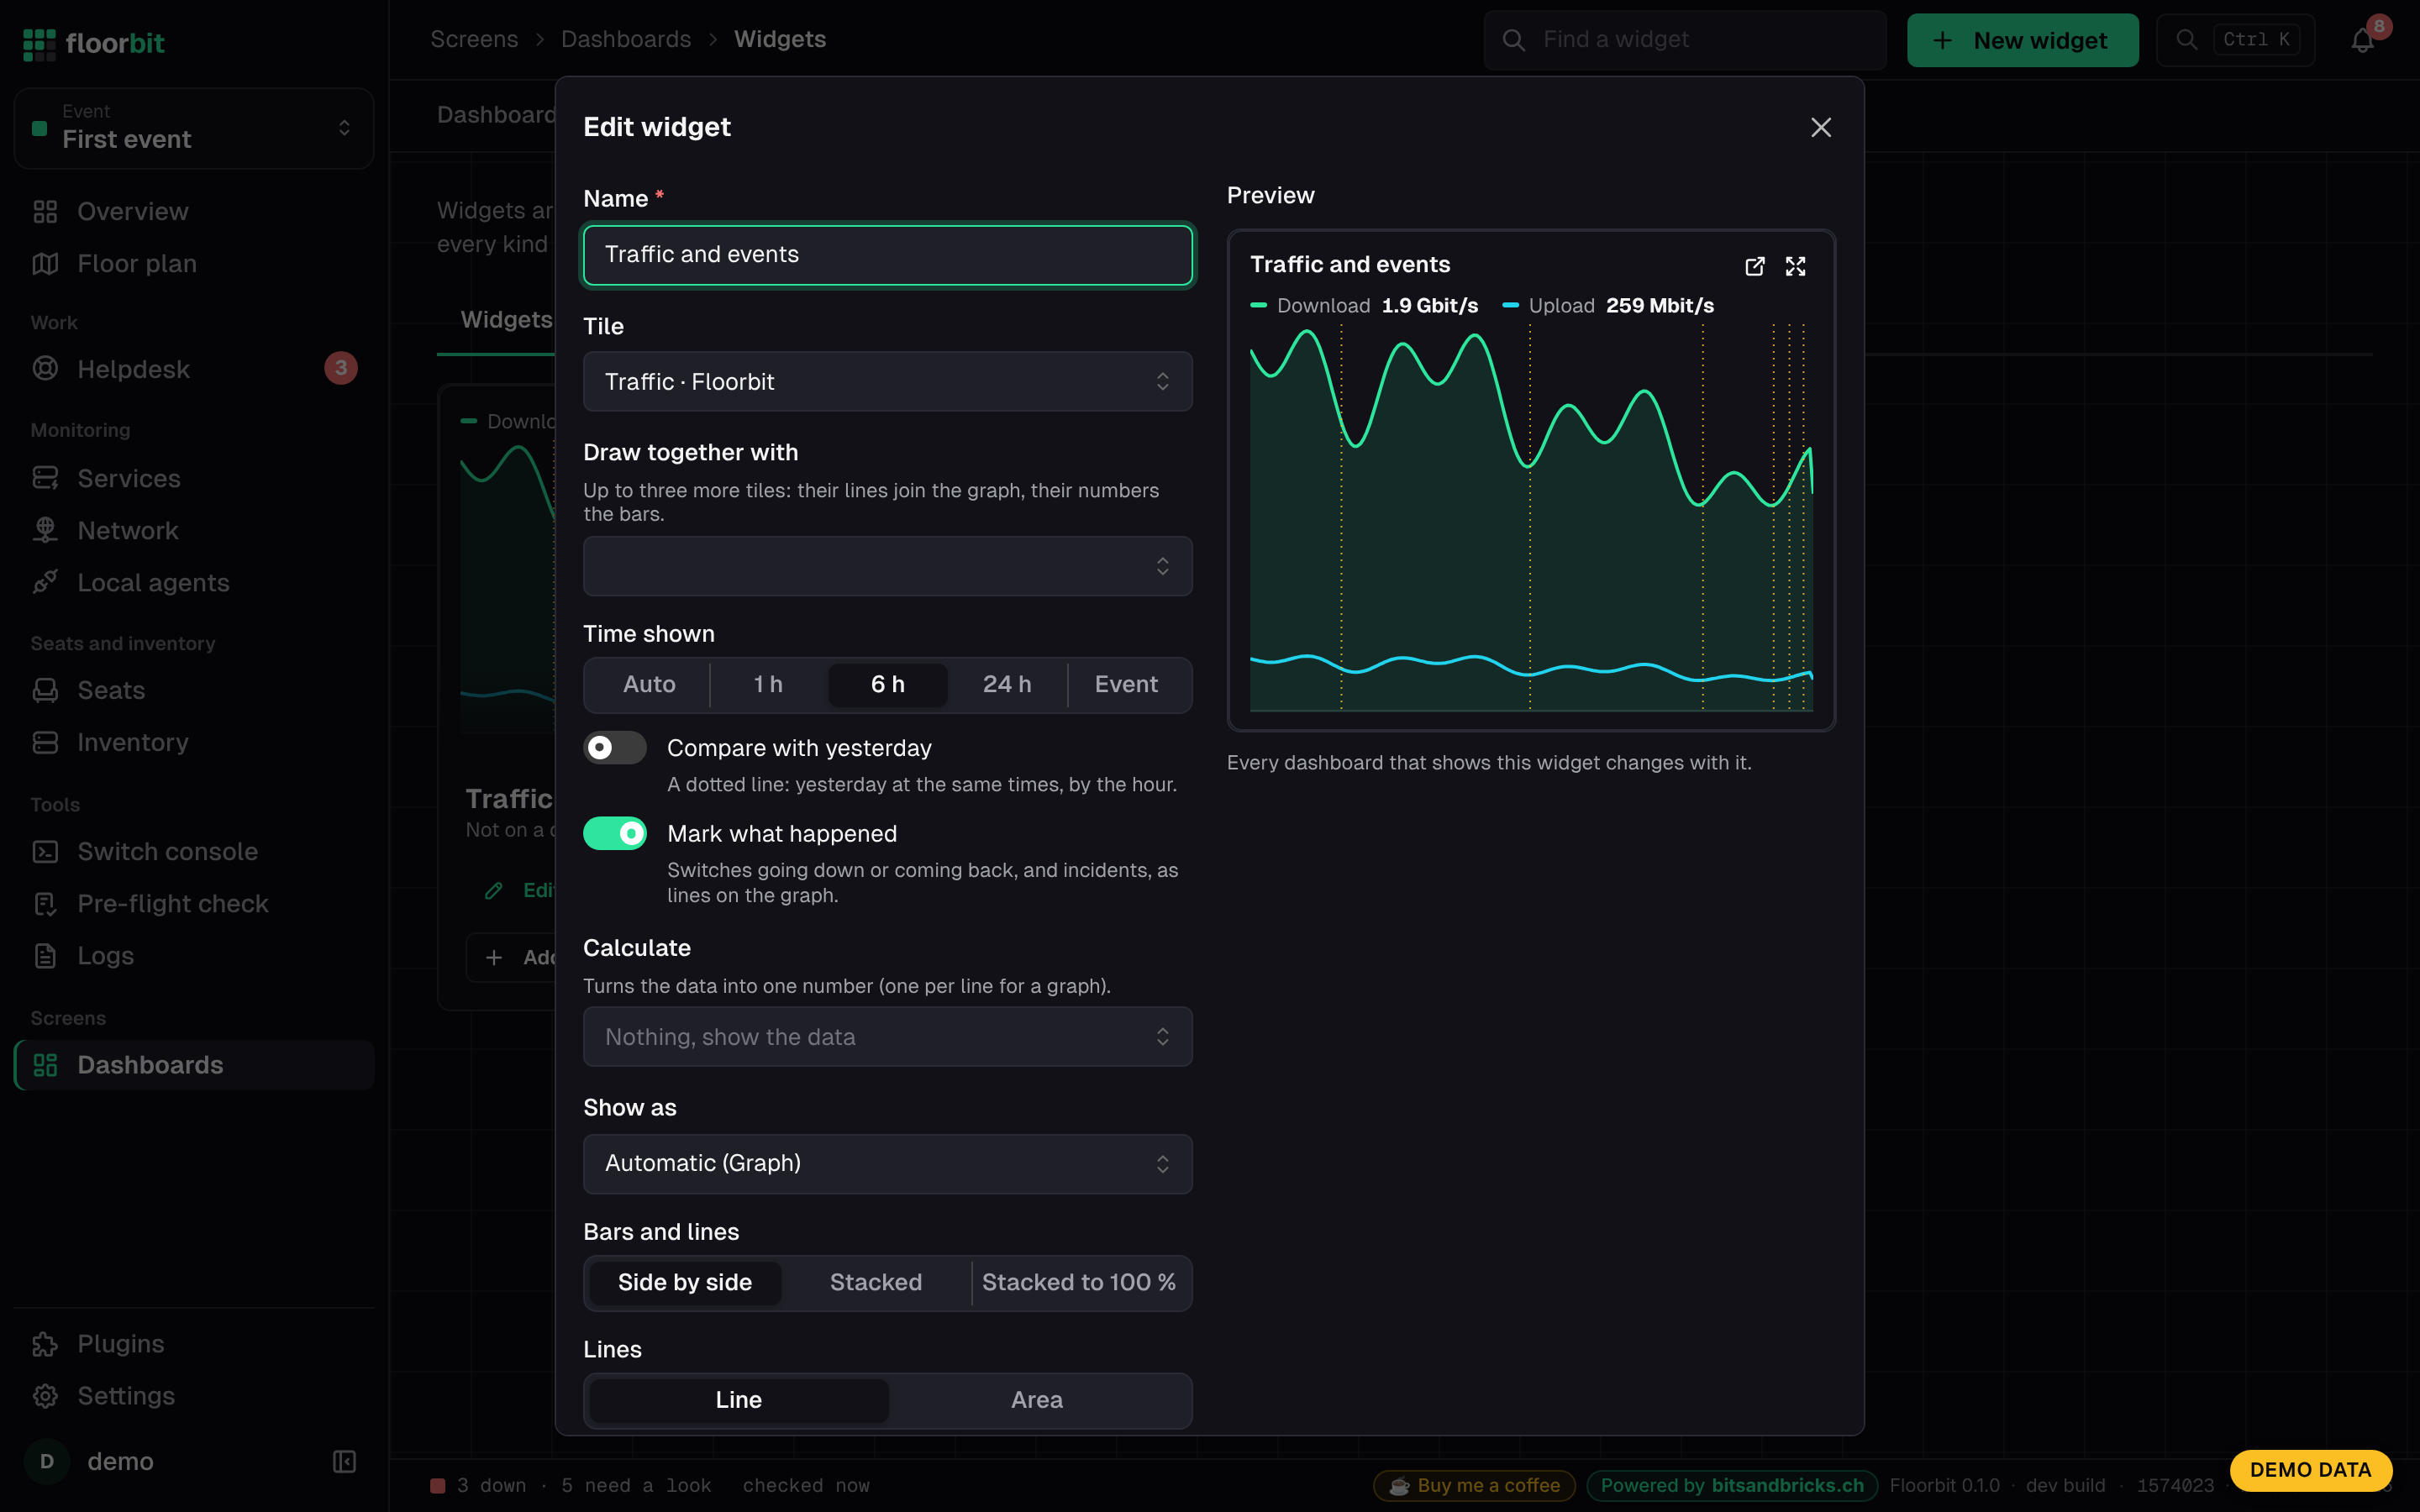 floorbit
Event
First event
Overview
Floor plan
Work
Helpdesk
3
Monitoring
Services
Network
Local agents
Seats and inventory
Seats
Inventory
Tools
Switch console
Pre-flight check
Logs
Screens
Dashboards
Plugins
Settings
D
demo
Screens
Dashboards
Widgets
Find a widget
New widget
Ctrl K
8
Widgets
Edit widget
Name *
Traffic and events
Tile
Traffic · Floorbit
Draw together with
Up to three more tiles: their lines join the graph, their numbers
the bars.
Time shown
Auto
1 h
6 h
24 h
Event
Compare with yesterday
A dotted line: yesterday at the same times, by the hour.
Mark what happened
Switches going down or coming back, and incidents, as
lines on the graph.
Calculate
Turns the data into one number (one per line for a graph).
Nothing, show the data
Show as
Automatic (Graph)
Bars and lines
Side by side
Stacked
Stacked to 100 %
Lines
Line
Area
Preview
Traffic and events
Download 1.9 Gbit/s
Upload 259 Mbit/s
Every dashboard that shows this widget changes with it.
3 down · 5 need a look
checked now
Buy me a coffee
Powered by bitsandbricks.ch
Floorbit 0.1.0 · dev build · 1574023
DEMO DATA